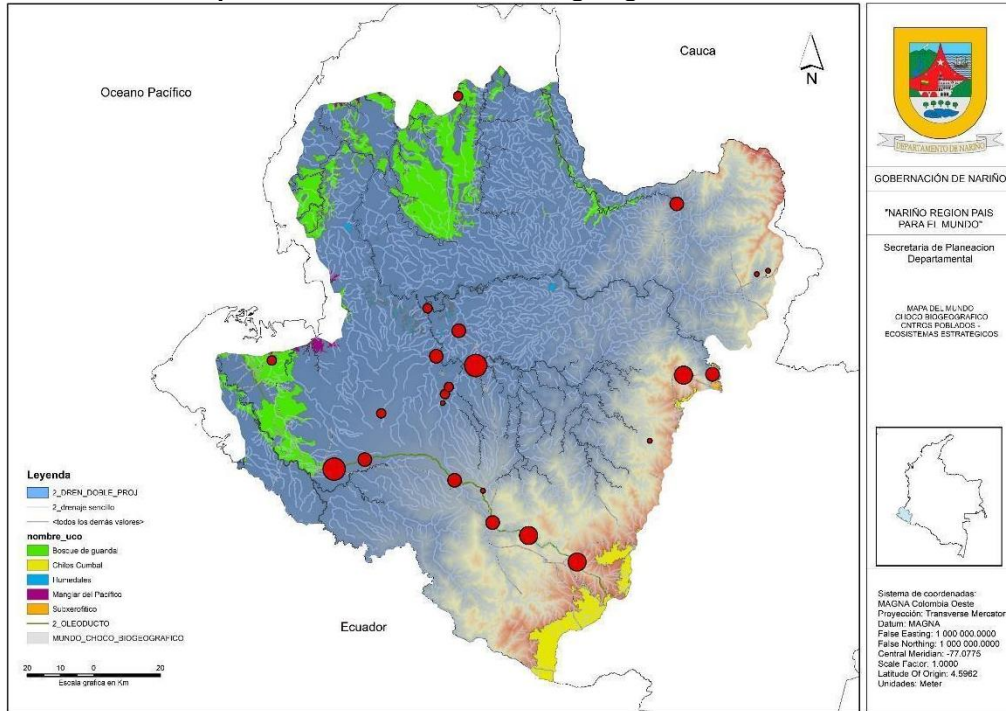 Oceano Pacífico
Cauca
N
Ecuador
Leyenda
2_DREN_DOBLE_PROJ
2_drenaje sencillo
<todos los demás valores>
nombre_uco
Bosque de guandal
Chiles Cumbal
Humedales
Manglar del Pacífico
Subxerofitico
2_OLEODUCTO
MUNDO_CHOCO_BIOGEOGRAFICO
20 10 0 20
Escala grafica en Km
DEPARTAMENTO DE NARIÑO
GOBERNACIÓN DE NARIÑO
"NARIÑO REGION PAIS
PARA EL MUNDO"
Secretaria de Planeacion
Departamental
MAPA DEL MUNDO
CHOCO BIOGEOGRAFICO
CNTROS POBLADOS -
ECOSISTEMAS ESTRATEGICOS
Sistema de coordenadas:
MAGNA Colombia Oeste
Proyección: Transverse Mercator
Datum: MAGNA
False Easting: 1 000 000.0000
False Northing: 1 000 000.0000
Central Meridian: -77.0775
Scale Factor: 1.0000
Latitude Of Origin: 4.5962
Unidades: Meter